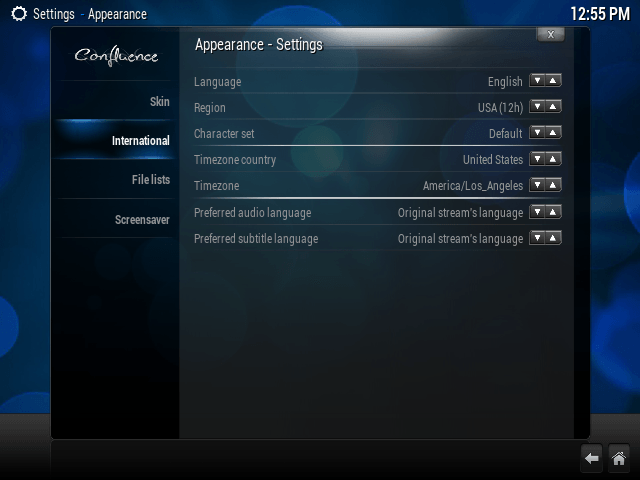 Settings - Appearance
12:55 PM
Confluence
Appearance - Settings
X
Skin
International
File lists
Screensaver
Language English
Region USA (12h)
Character set Default
Timezone country United States
Timezone America/Los_Angeles
Preferred audio language Original stream's language
Preferred subtitle language Original stream's language